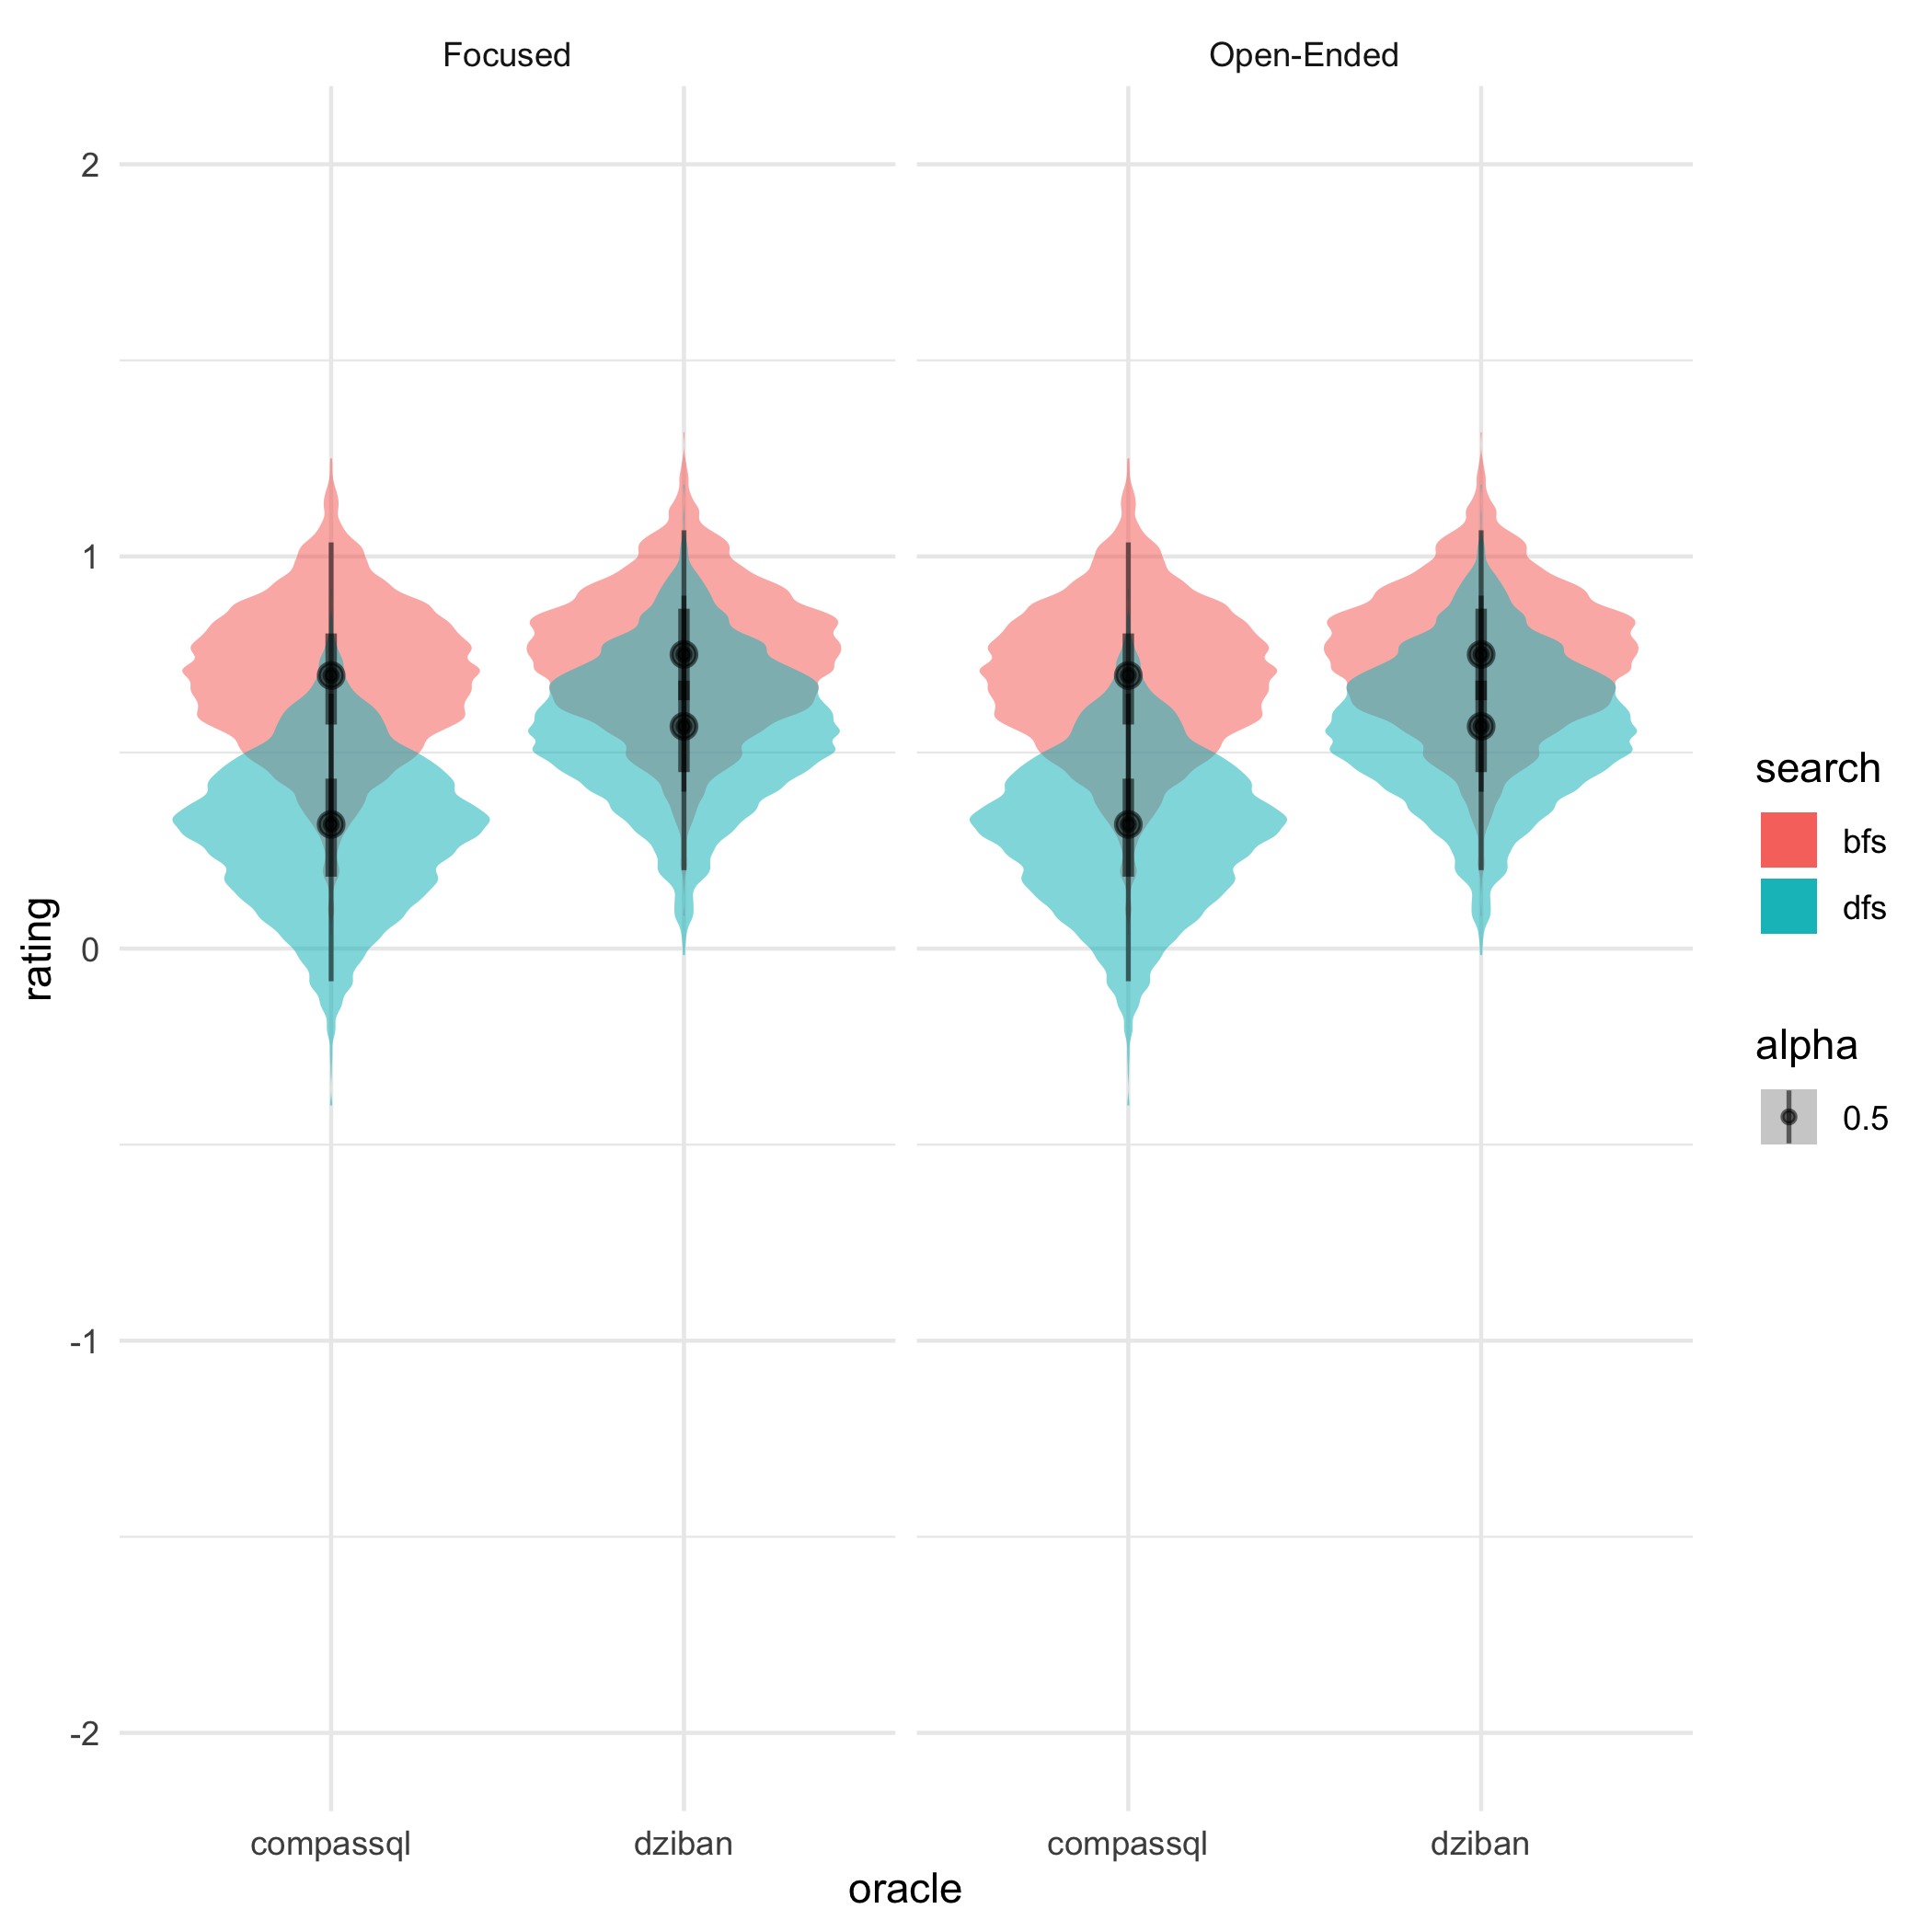 Focused
Open-Ended
2
1
0
-1
-2
rating
compassql
dziban
compassql
dziban
oracle
search
bfs
dfs
alpha
0.5